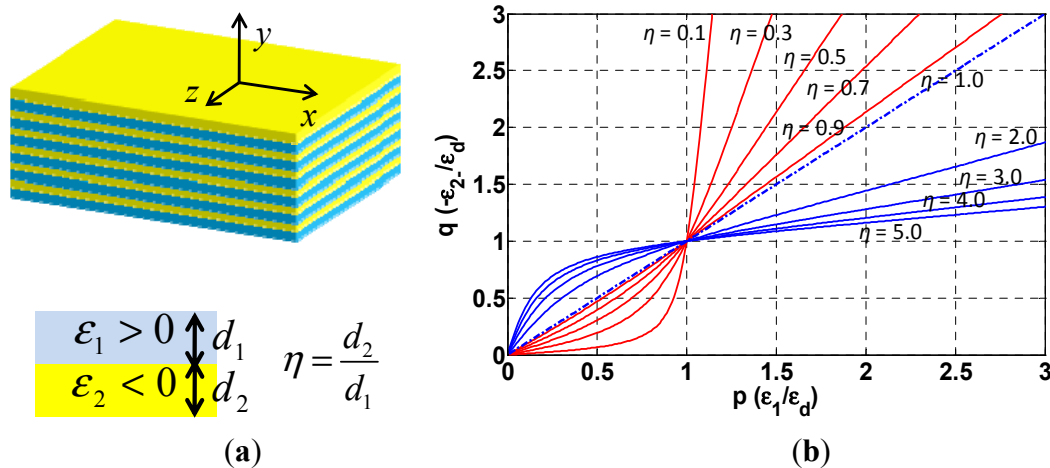 y
z
x
ε₁ > 0
d₁
ε₂ < 0
d₂
η = d₂/d₁
(a)
3
2.5
2
1.5
1
0.5
0
q (-ε₂-/ε_d)
η = 0.1
η = 0.3
η = 0.5
η = 0.7
η = 0.9
η = 1.0
η = 2.0
η = 3.0
η = 4.0
η = 5.0
0 0.5 1 1.5 2 2.5 3
p (ε₁/ε_d)
(b)